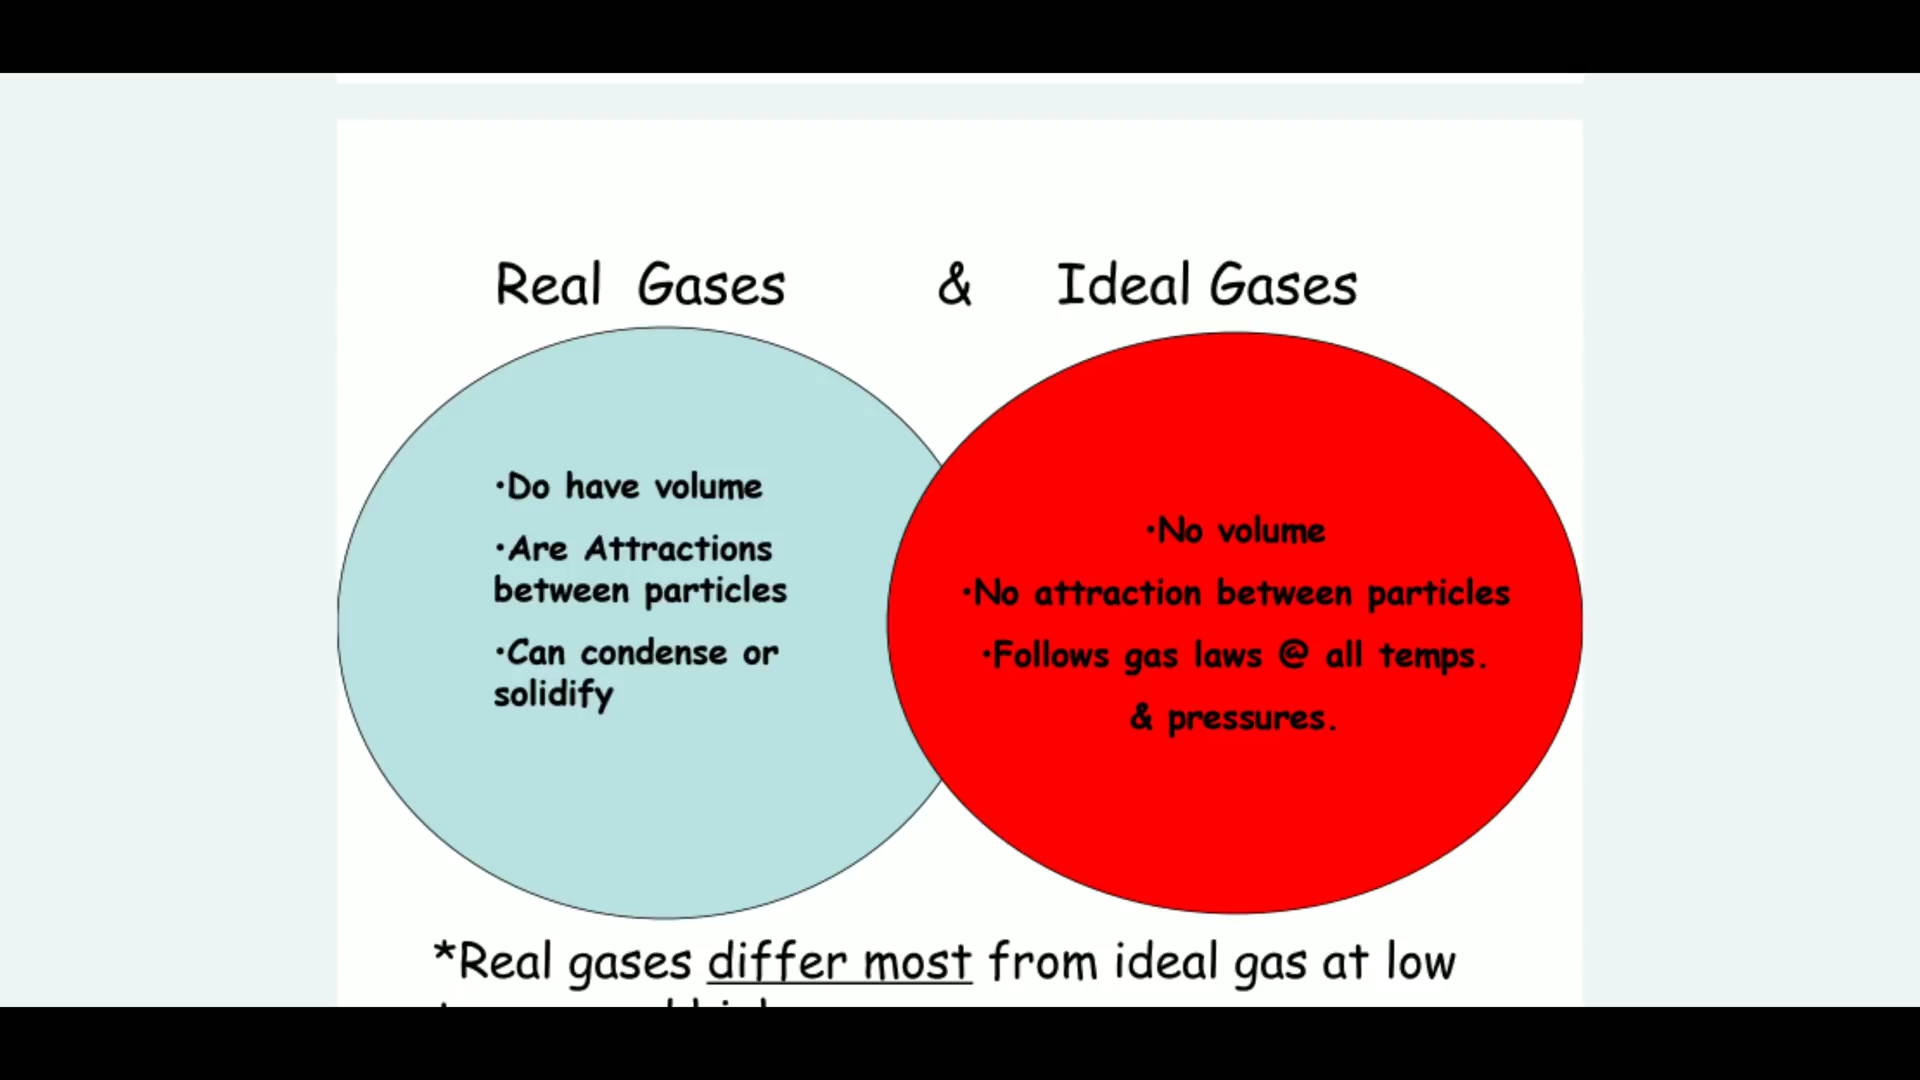 Real Gases & Ideal Gases
•Do have volume
•Are Attractions
between particles
•Can condense or
solidify
•No volume
•No attraction between particles
•Follows gas laws @ all temps.
& pressures.
*Real gases differ most from ideal gas at low